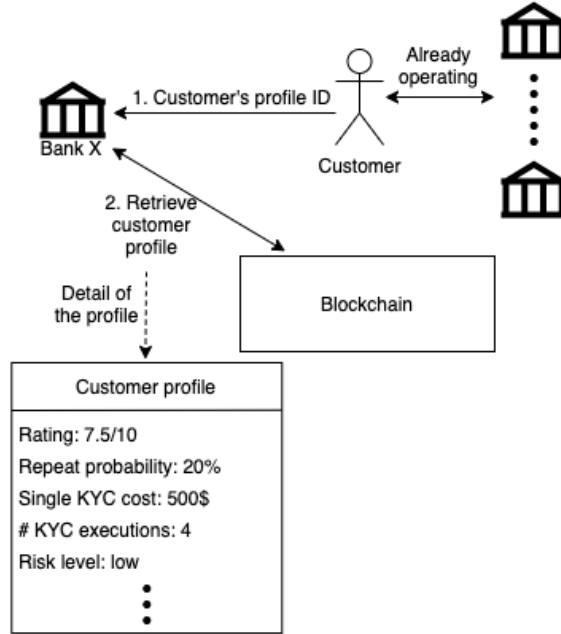 Already
operating
1. Customer's profile ID
Bank X
Customer
2. Retrieve
customer
profile
Detail of
the profile
Blockchain
Customer profile
Rating: 7.5/10
Repeat probability: 20%
Single KYC cost: 500$
# KYC executions: 4
Risk level: low